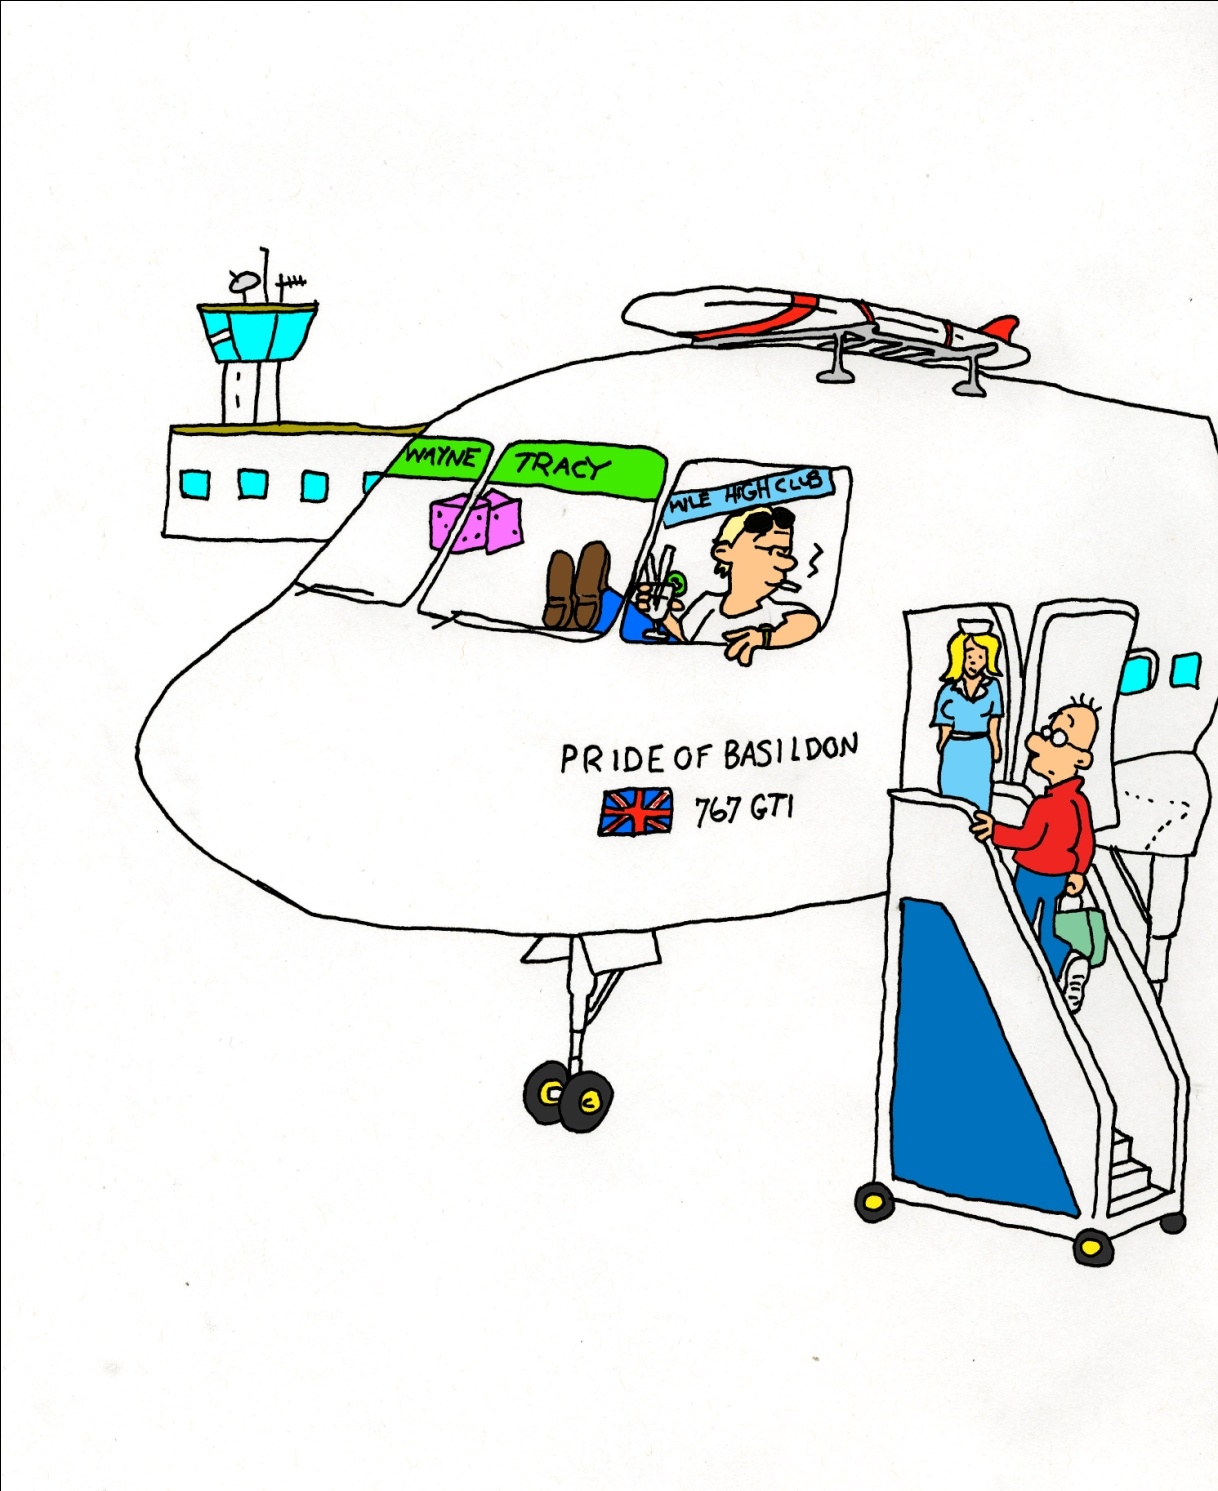 WAYNE
TRACY
MILE HIGH CLUB
PRIDE OF BASILDON
767 GTI